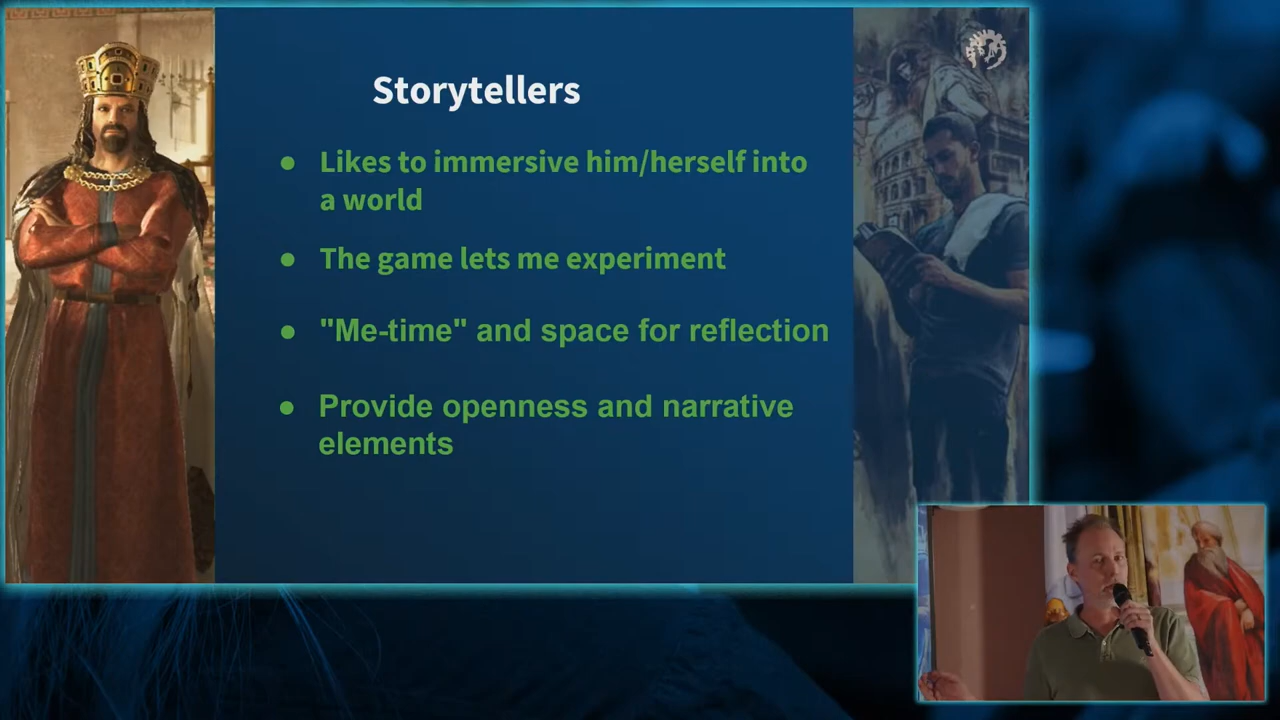 Storytellers
● Likes to immersive him/herself into
a world
● The game lets me experiment
● "Me-time" and space for reflection
● Provide openness and narrative
elements